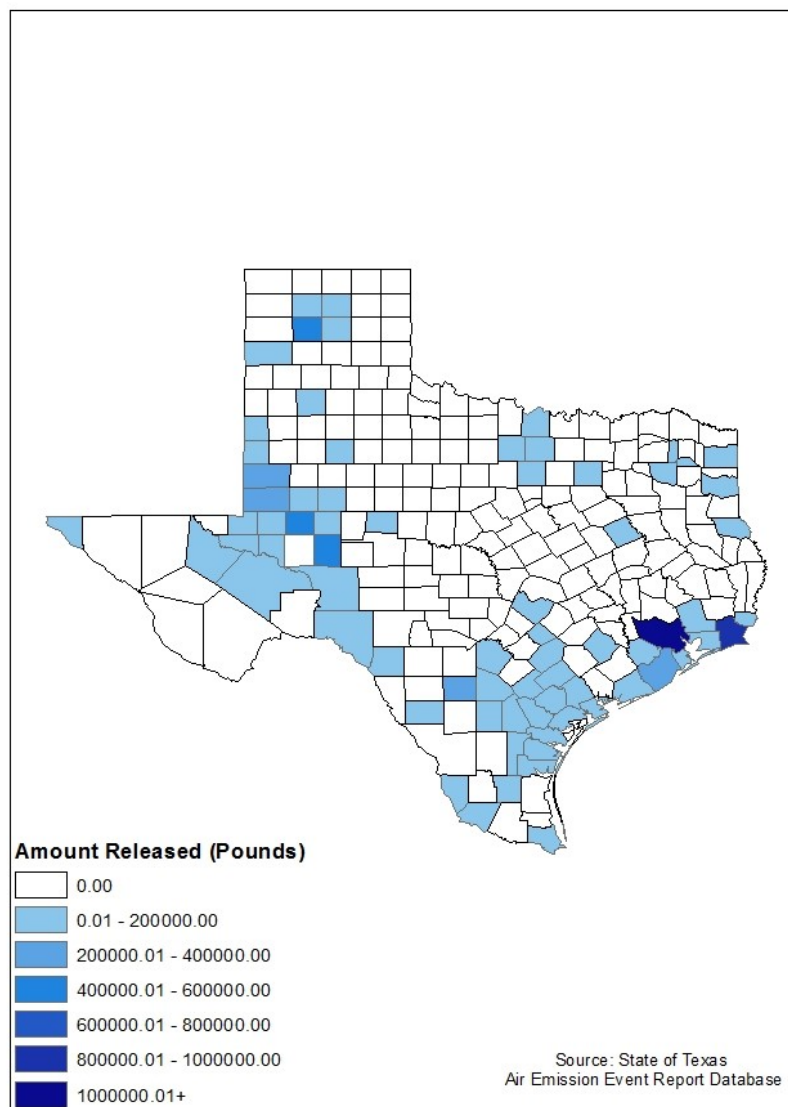 Amount Released (Pounds)
0.00
0.01 - 200000.00
200000.01 - 400000.00
400000.01 - 600000.00
600000.01 - 800000.00
800000.01 - 1000000.00
1000000.01+
Source: State of Texas
Air Emission Event Report Database